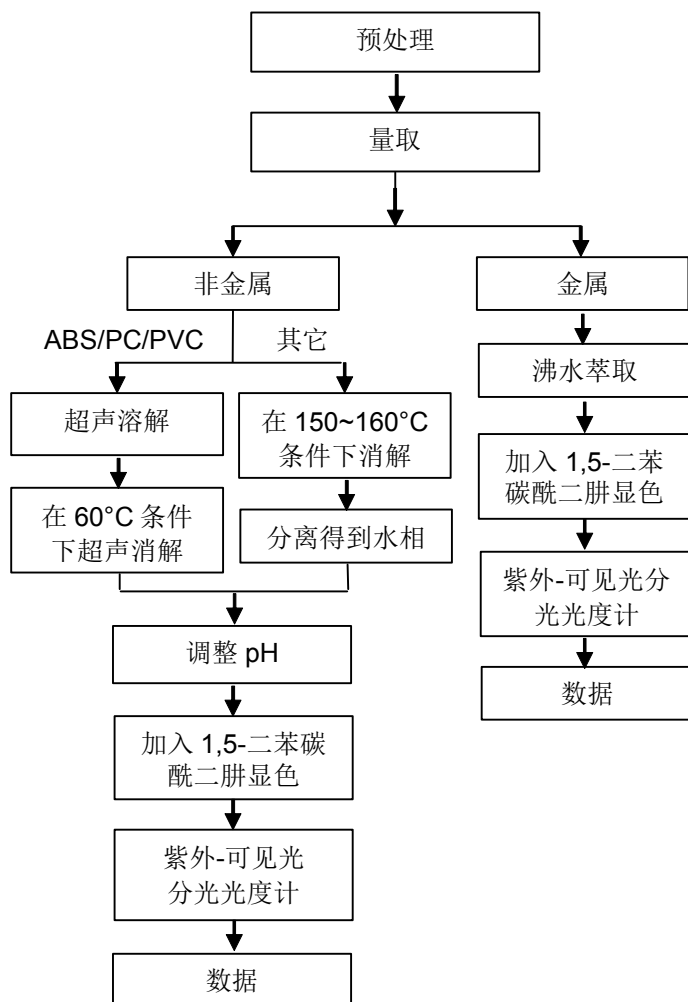 预处理
量取
非金属
金属
ABS/PC/PVC
其它
沸水萃取
超声溶解
在 150~160°C
条件下消解
加入 1,5-二苯
碳酰二肼显色
在 60°C 条件
下超声消解
分离得到水相
紫外-可见光分
光光度计
调整 pH
数据
加入 1,5-二苯碳
酰二肼显色
紫外-可见光
分光光度计
数据